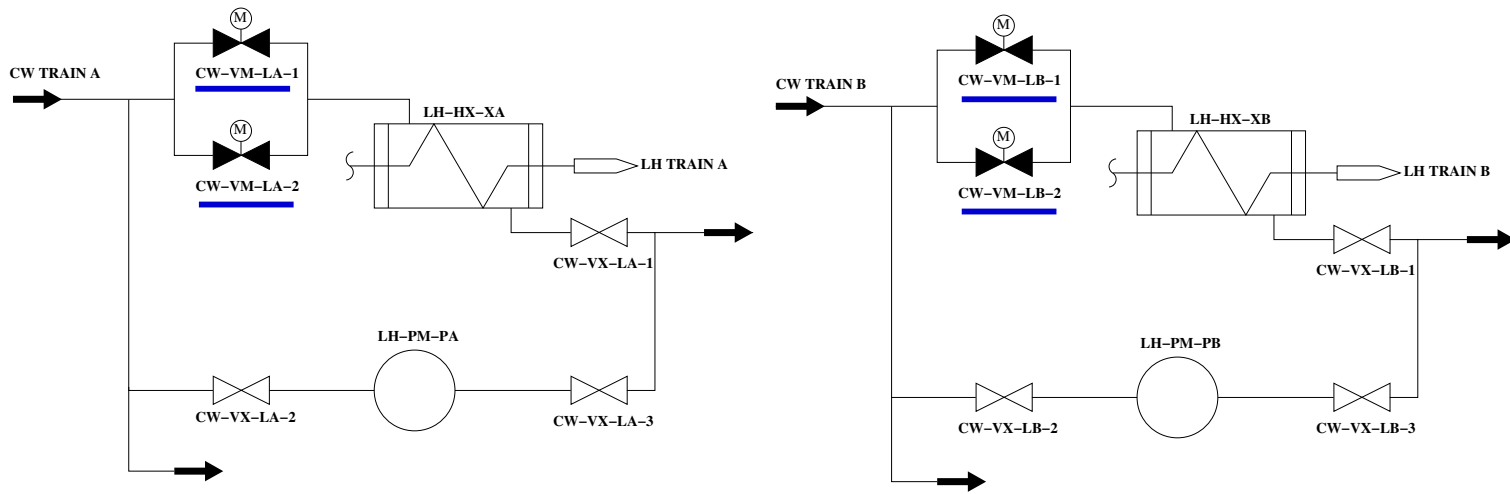 M
CW TRAIN A
CW−VM−LA−1
M
CW−VM−LA−2
LH−HX−XA
LH TRAIN A
CW−VX−LA−1
LH−PM−PA
CW−VX−LA−2
CW−VX−LA−3
M
CW TRAIN B
CW−VM−LB−1
M
CW−VM−LB−2
LH−HX−XB
LH TRAIN B
CW−VX−LB−1
LH−PM−PB
CW−VX−LB−2
CW−VX−LB−3